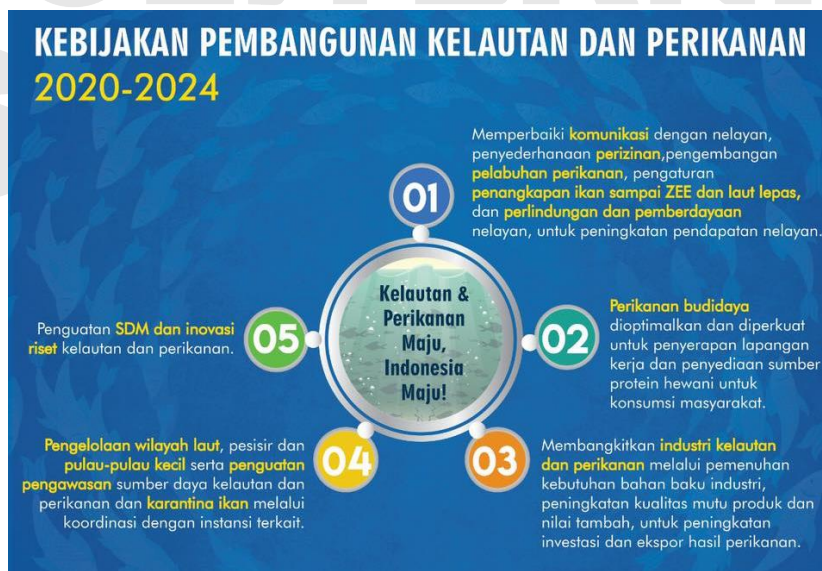 KEBIJAKAN PEMBANGUNAN KELAUTAN DAN PERIKANAN
2020-2024
01
Memperbaiki komunikasi dengan nelayan,
penyederhanaan perizinan,pengembangan
pelabuhan perikanan, pengaturan
penangkapan ikan sampai ZEE dan laut lepas,
dan perlindungan dan pemberdayaan
nelayan, untuk peningkatan pendapatan nelayan.
02
Perikanan budidaya
dioptimalkan dan diperkuat
untuk penyerapan lapangan
kerja dan penyediaan sumber
protein hewani untuk
konsumsi masyarakat.
03
Membangkitkan industri kelautan
dan perikanan melalui pemenuhan
kebutuhan bahan baku industri,
peningkatan kualitas mutu produk dan
nilai tambah, untuk peningkatan
investasi dan ekspor hasil perikanan.
04
Pengelolaan wilayah laut, pesisir dan
pulau-pulau kecil serta penguatan
pengawasan sumber daya kelautan dan
perikanan dan karantina ikan melalui
koordinasi dengan instansi terkait.
05
Penguatan SDM dan inovasi
riset kelautan dan perikanan.
Kelautan &
Perikanan
Maju,
Indonesia
Maju!